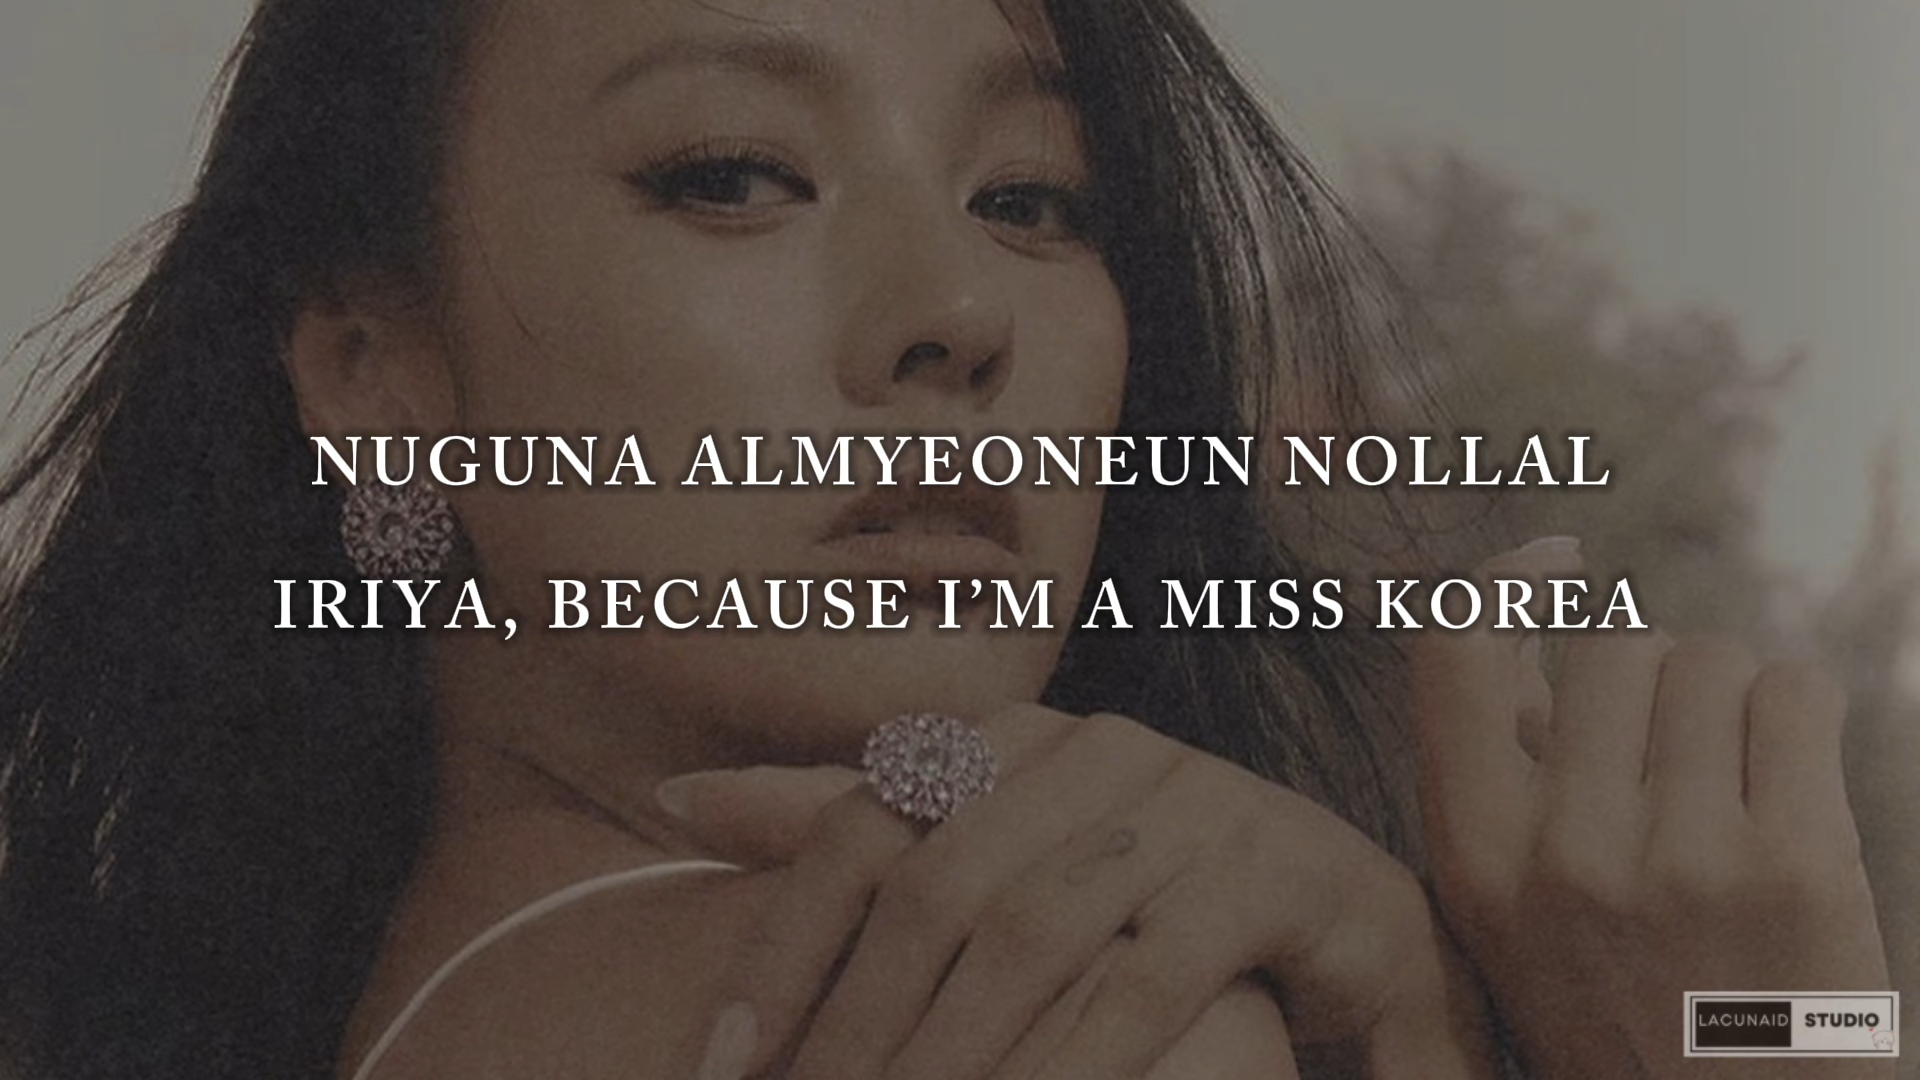 NUGUNA ALMYEONEUN NOLLAL
IRIYA, BECAUSE I’M A MISS KOREA
LACUNAID STUDIO